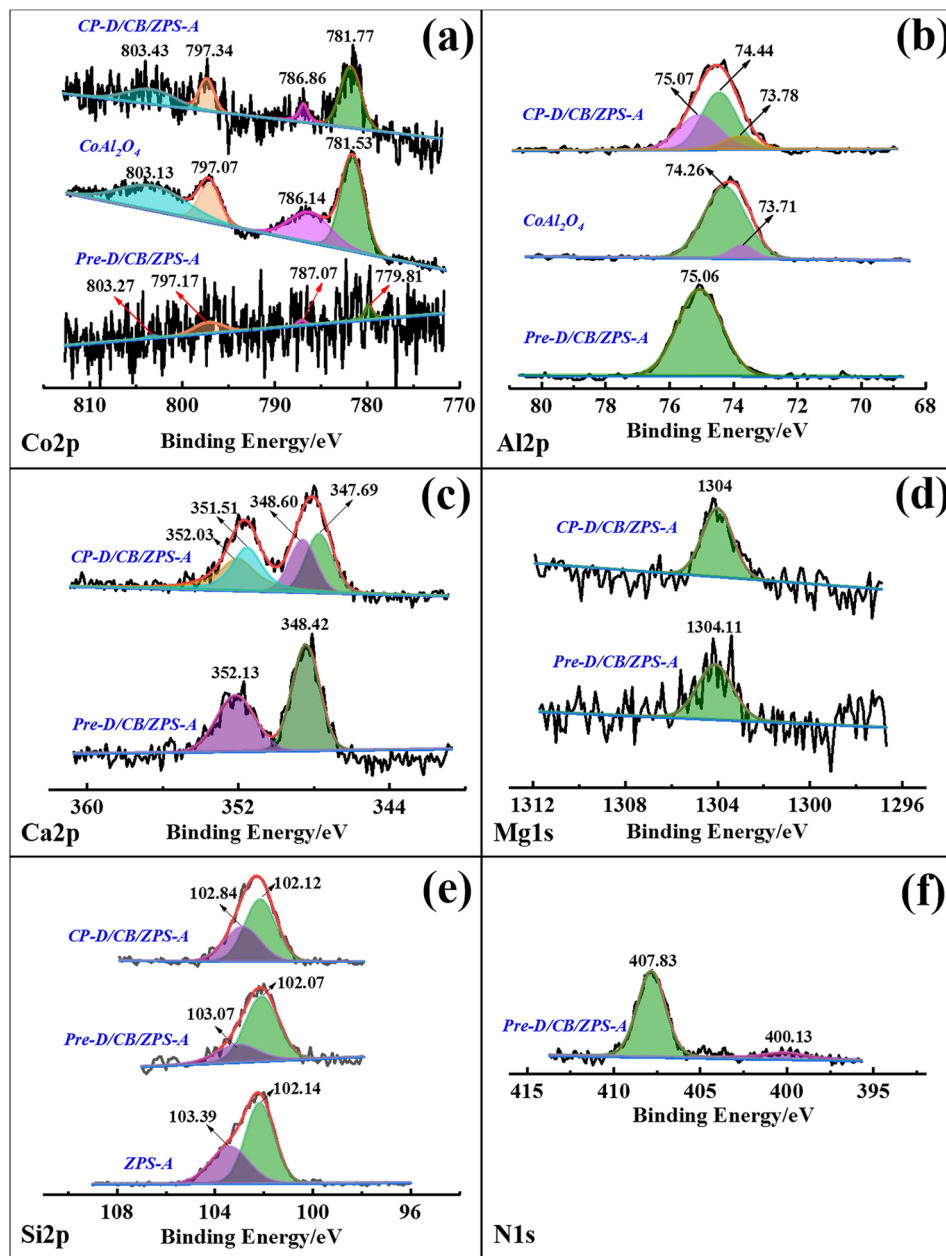 (a)
CP-D/CB/ZPS-A
803.43 797.34 786.86 781.77
CoAl₂O₄
803.13 797.07 786.14 781.53
Pre-D/CB/ZPS-A
803.27 797.17 787.07 779.81
810 800 790 780 770
Binding Energy/eV
Co2p
(b)
74.44
75.07
73.78
CP-D/CB/ZPS-A
74.26
73.71
CoAl₂O₄
75.06
Pre-D/CB/ZPS-A
80 78 76 74 72 70 68
Binding Energy/eV
Al2p
(c)
351.51 348.60 347.69
352.03
CP-D/CB/ZPS-A
348.42
352.13
Pre-D/CB/ZPS-A
360 352 344
Binding Energy/eV
Ca2p
(d)
1304
CP-D/CB/ZPS-A
1304.11
Pre-D/CB/ZPS-A
1312 1308 1304 1300 1296
Binding Energy/eV
Mg1s
(e)
102.84 102.12
CP-D/CB/ZPS-A
102.07
103.07
Pre-D/CB/ZPS-A
102.14
103.39
ZPS-A
108 104 100 96
Binding Energy/eV
Si2p
(f)
407.83
Pre-D/CB/ZPS-A
400.13
415 410 405 400 395
Binding Energy/eV
N1s